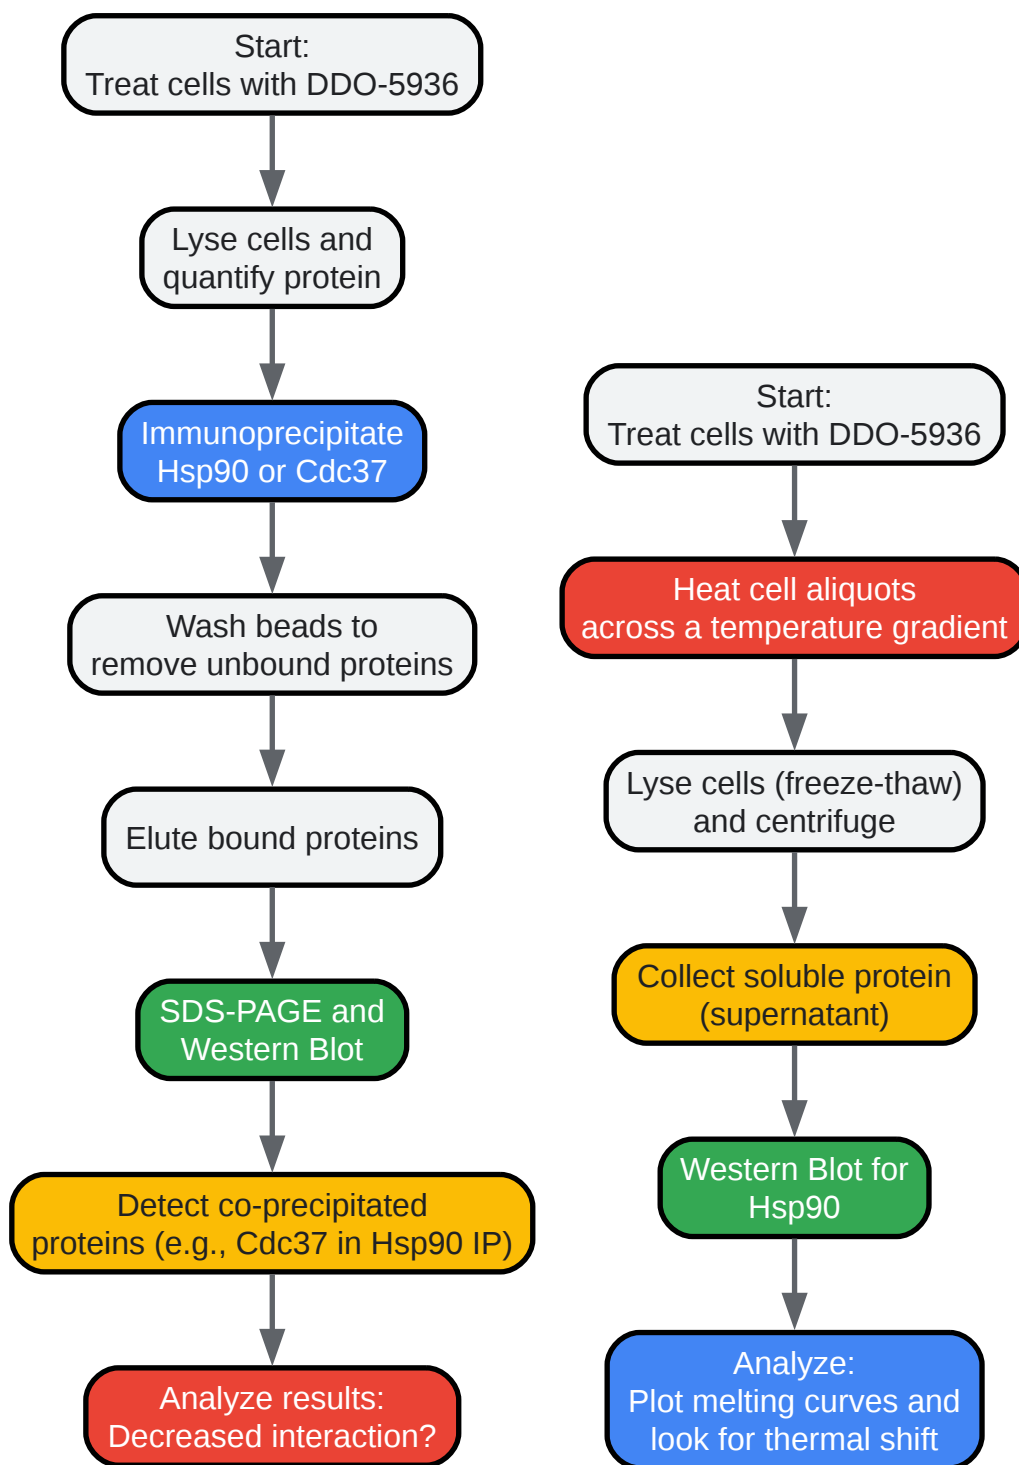 Start:
Treat cells with DDO-5936
Lyse cells and
quantify protein
Immunoprecipitate
Hsp90 or Cdc37
Wash beads to
remove unbound proteins
Elute bound proteins
SDS-PAGE and
Western Blot
Detect co-precipitated
proteins (e.g., Cdc37 in Hsp90 IP)
Analyze results:
Decreased interaction?
Start:
Treat cells with DDO-5936
Heat cell aliquots
across a temperature gradient
Lyse cells (freeze-thaw)
and centrifuge
Collect soluble protein
(supernatant)
Western Blot for
Hsp90
Analyze:
Plot melting curves and
look for thermal shift